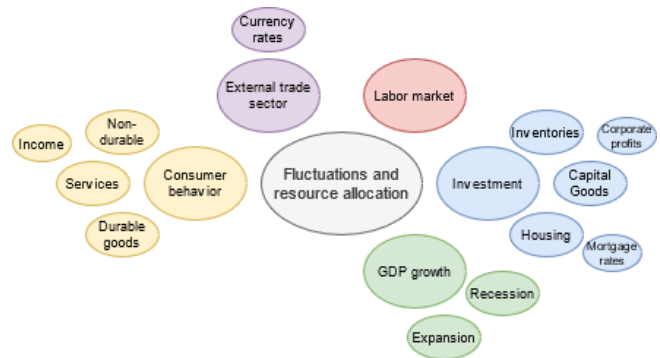 Currency
rates
External trade
sector
Labor market
Non-
durable
Income
Services
Consumer
behavior
Durable
goods
Fluctuations and
resource allocation
Inventories
Corporate
profits
Investment
Capital
Goods
Housing
Mortgage
rates
GDP growth
Recession
Expansion